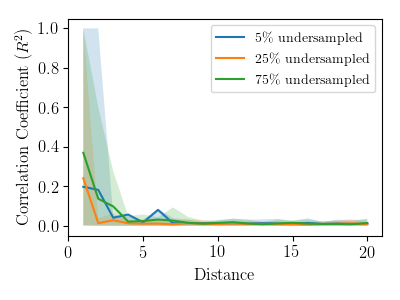 5% undersampled
25% undersampled
75% undersampled
Correlation Coefficient (R²)
1.0
0.8
0.6
0.4
0.2
0.0
0 5 10 15 20
Distance